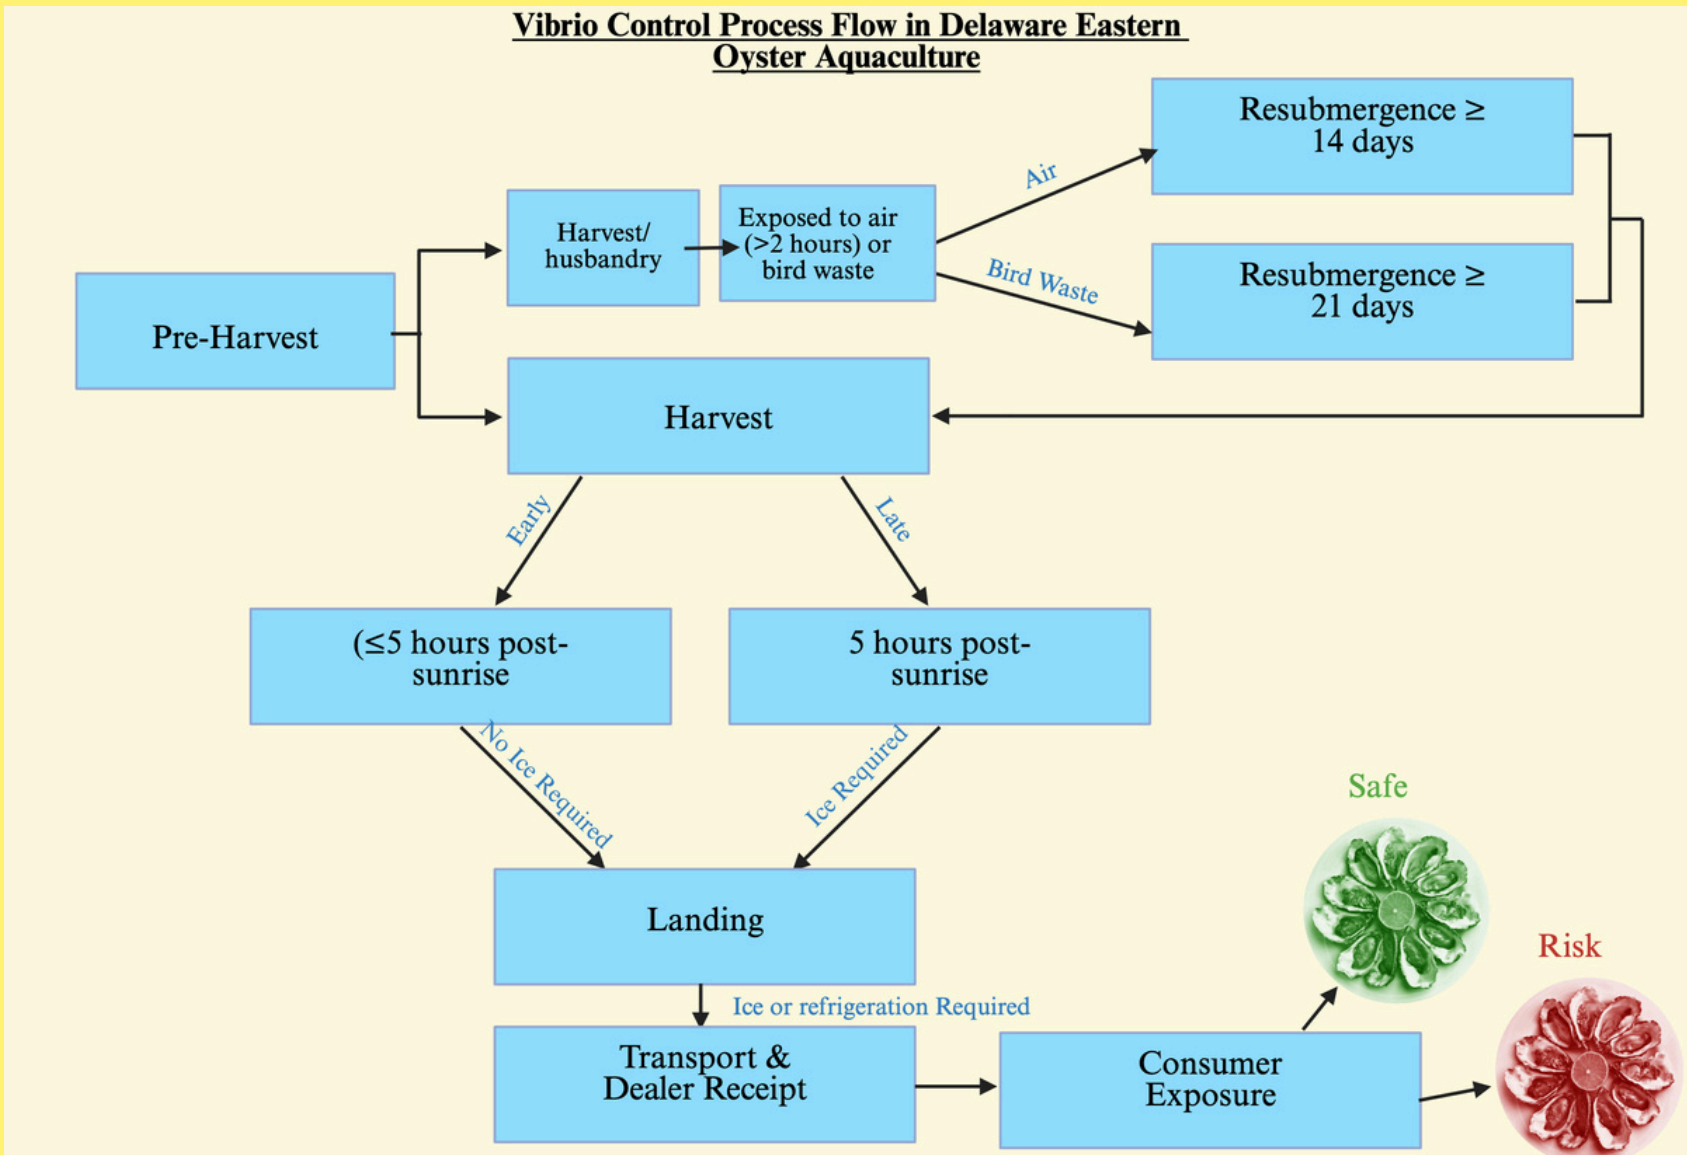 Vibrio Control Process Flow in Delaware Eastern
Oyster Aquaculture
Resubmergence ≥
14 days
Air
Harvest/
husbandry
Exposed to air
(>2 hours) or
bird waste
Bird Waste
Resubmergence ≥
21 days
Pre-Harvest
Harvest
Early
Late
(≤5 hours post-
sunrise
5 hours post-
sunrise
No Ice Required
Ice Required
Landing
Ice or refrigeration Required
Transport &
Dealer Receipt
Consumer
Exposure
Safe
Risk